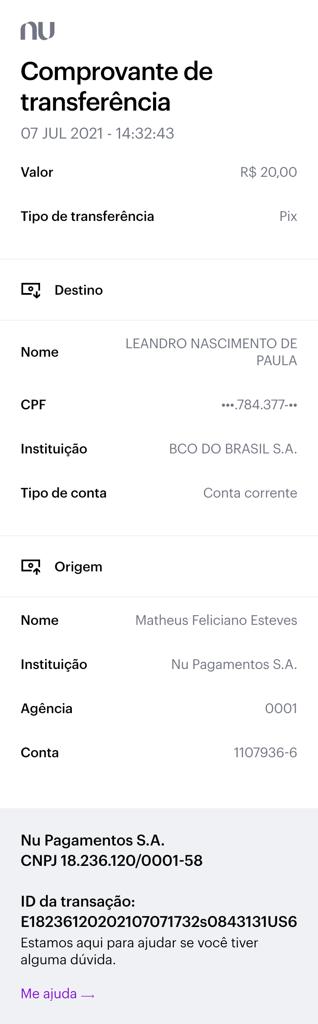 nu
Comprovante de
transferência
07 JUL 2021 - 14:32:43
Valor R$ 20,00
Tipo de transferência Pix
Destino
Nome LEANDRO NASCIMENTO DE
PAULA
CPF •••.784.377-••
Instituição BCO DO BRASIL S.A.
Tipo de conta Conta corrente
Origem
Nome Matheus Feliciano Esteves
Instituição Nu Pagamentos S.A.
Agência 0001
Conta 1107936-6
Nu Pagamentos S.A.
CNPJ 18.236.120/0001-58
ID da transação:
E18236120202107071732s0843131US6
Estamos aqui para ajudar se você tiver
alguma dúvida.
Me ajuda →